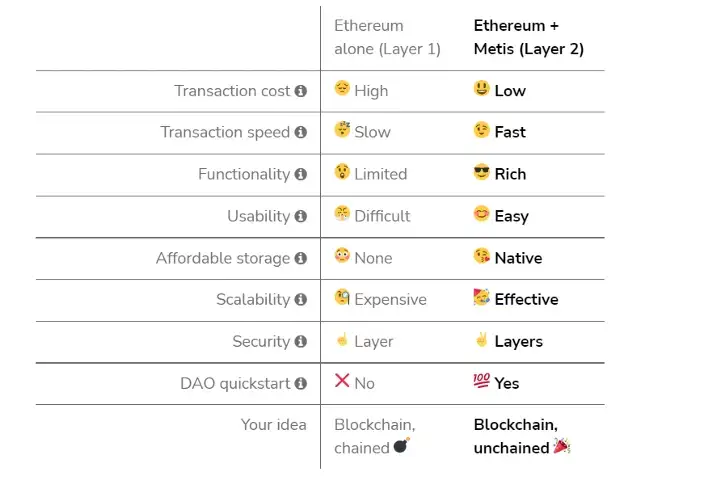 Ethereum alone (Layer 1)
Ethereum + Metis (Layer 2)
Transaction cost ℹ 😔 High 😃 Low
Transaction speed ℹ 😴 Slow 😉 Fast
Functionality ℹ 😲 Limited 😎 Rich
Usability ℹ 😤 Difficult 😊 Easy
Affordable storage ℹ 😳 None 😘 Native
Scalability ℹ 🧐 Expensive 🥳 Effective
Security ℹ ☝ Layer ✌ Layers
DAO quickstart ℹ ❌ No 💯 Yes
Your idea
Blockchain, chained 💣
Blockchain, unchained 🎉